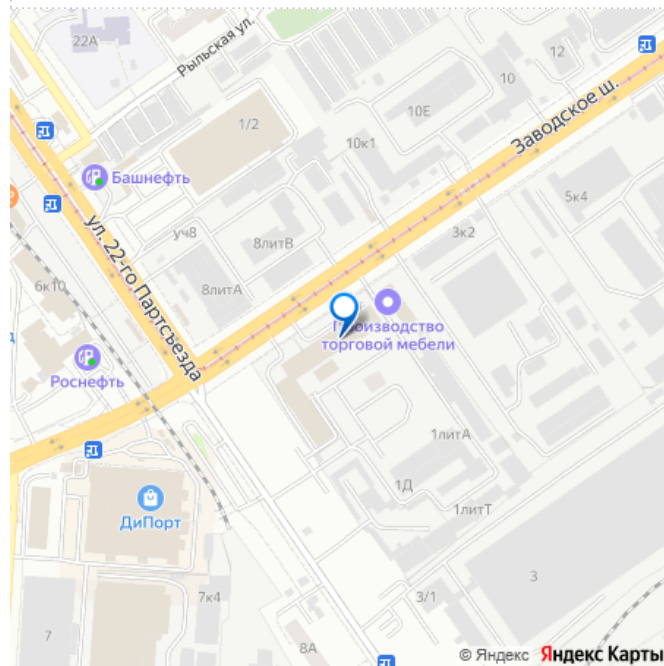 22А
Рыльская ул.
12
10
10Е
Заводское ш.
1/2
10к1
Башнефть
5к4
уч8
8литВ
3к2
Ул. 22-го Партсъезда
6к10
8литА
Производство
торговой мебели
Роснефть
1литА
1Д
ДиПорт
1литТ
3
7к4
3/1
7
8А
© Яндекс Яндекс Карты